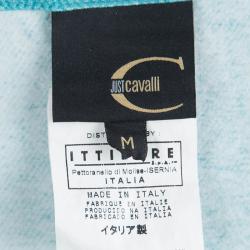 JUST cavalli
C
M
DISTRIBUTED BY:
ITTIERRE
S.p.A.
Pettoranello di Molise-ISERNIA
ITALIA
MADE IN ITALY
FABRIQUE EN ITALIE
PRODUCIDO NA ITALIA
FABRICADO EN ITALIA
イタリア製